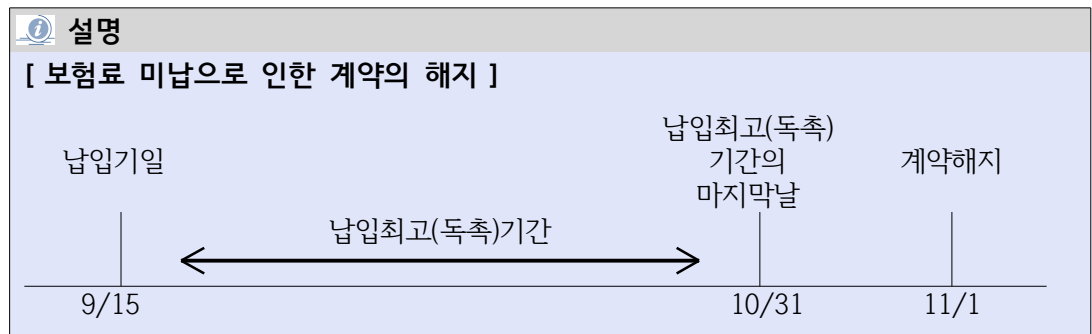 설명
[ 보험료 미납으로 인한 계약의 해지 ]
납입기일
납입최고(독촉)
기간의
마지막날
계약해지
납입최고(독촉)기간
9/15
10/31
11/1